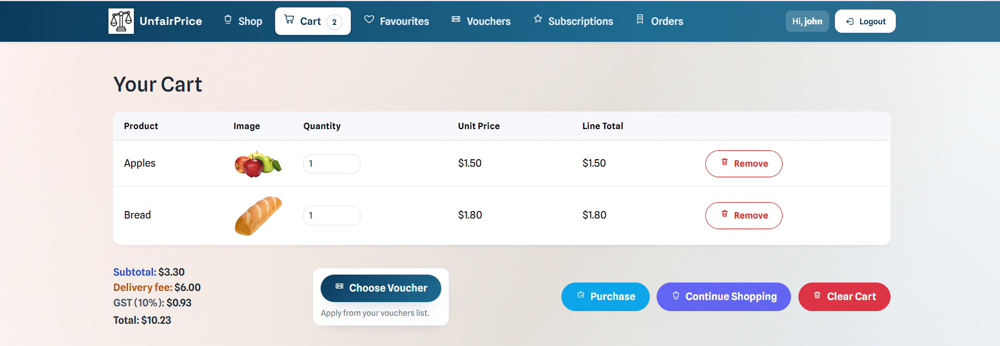 UnfairPrice Shop Cart 2 Favourites Vouchers Subscriptions Orders Hi, john Logout
Your Cart
Product Image Quantity Unit Price Line Total
Apples 1 $1.50 $1.50 Remove
Bread 1 $1.80 $1.80 Remove
Subtotal: $3.30
Delivery fee: $6.00
GST (10%): $0.93
Total: $10.23
Choose Voucher
Apply from your vouchers list.
Purchase Continue Shopping Clear Cart